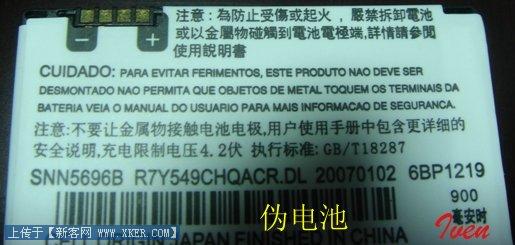 注意:為防止受傷或起火，嚴禁拆卸電池
或以金屬物碰觸到電池電極端,詳情請參閱
使用說明書
CUIDADO: PARA EVITAR FERIMENTOS, ESTE PRODUTO NAO DEVE SER
DESMONTADO NAO PERMITA QUE OBJETOS DE METAL TOQUEM OS TERMINAIS DA
BATERIA VEIA O MANUAL DO USUARIO PARA MAIS INFORMACAO DE SEGURANCA.
注意:不要让金属物接触电池电极,用户使用手册中包含更详细的
安全说明,充电限制电压4.2伏 执行标准: GB/T18287
SNN5696B R7Y549CHQACR.DL 20070102 6BP1219
900
毫安时
伪电池
Iven
上传于【小新客】www.XKER.com
JAPAN FINISHED CHINA